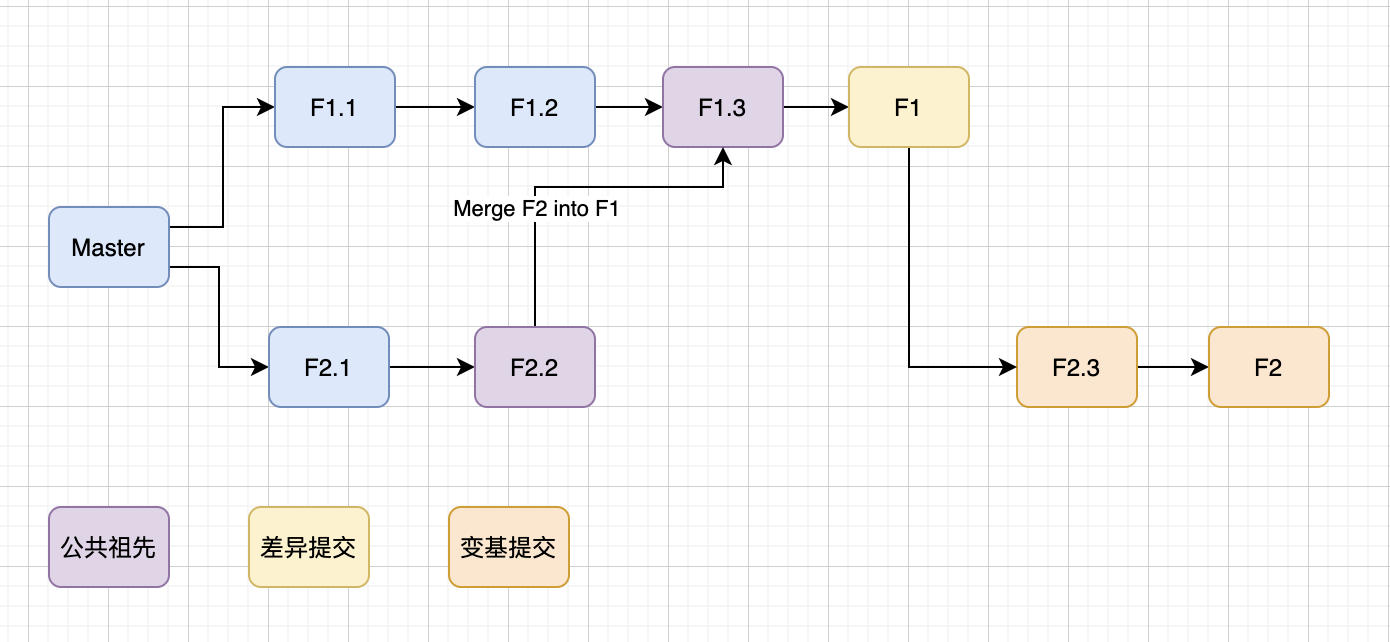 F1.1
F1.2
F1.3
F1
Merge F2 into F1
Master
F2.1
F2.2
F2.3
F2
公共祖先
差异提交
变基提交